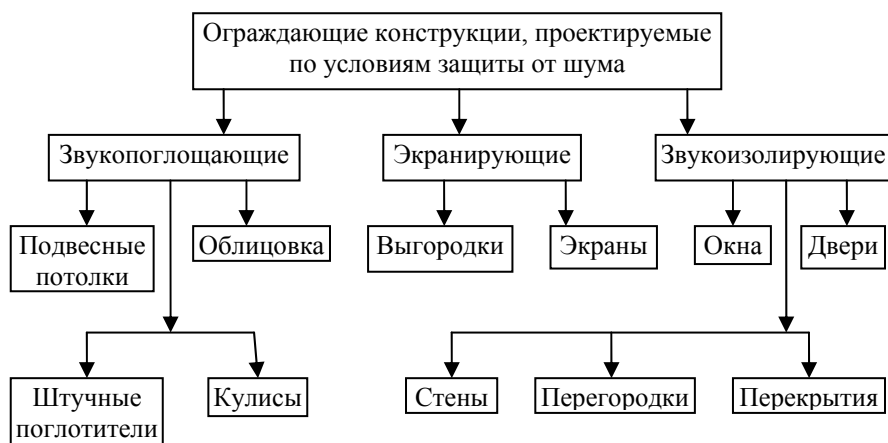 Ограждающие конструкции, проектируемые
по условиям защиты от шума
Звукопоглощающие
Экранирующие
Звукоизолирующие
Подвесные
потолки
Облицовка
Выгородки
Экраны
Окна
Двери
Штучные
поглотители
Кулисы
Стены
Перегородки
Перекрытия